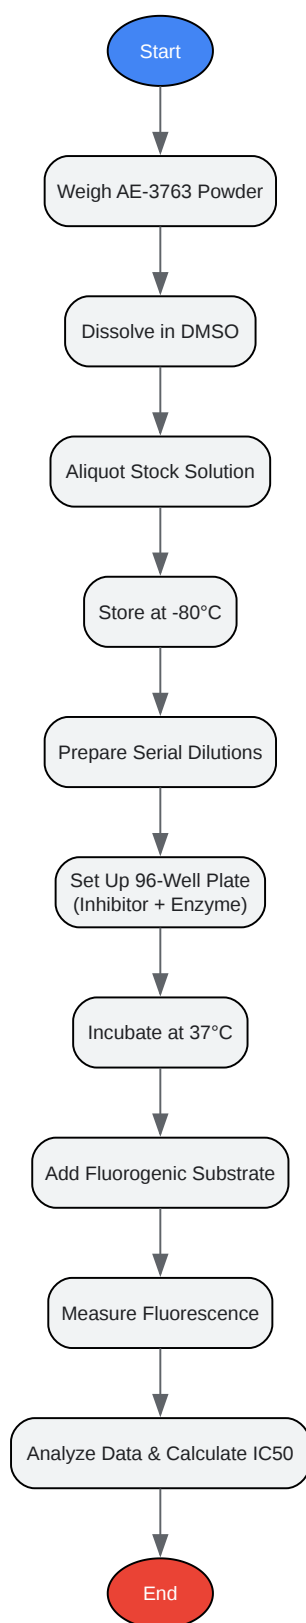 Start
Weigh AE-3763 Powder
Dissolve in DMSO
Aliquot Stock Solution
Store at -80°C
Prepare Serial Dilutions
Set Up 96-Well Plate
(Inhibitor + Enzyme)
Incubate at 37°C
Add Fluorogenic Substrate
Measure Fluorescence
Analyze Data & Calculate IC50
End